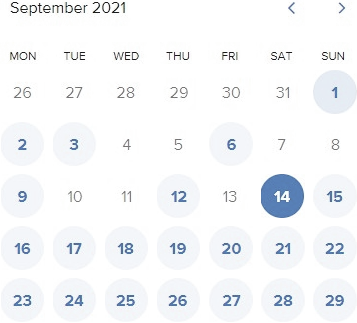 September 2021
MON TUE WED THU FRI SAT SUN
26 27 28 29 30 31 1
2 3 4 5 6 7 8
9 10 11 12 13 14 15
16 17 18 19 20 21 22
23 24 25 26 27 28 29